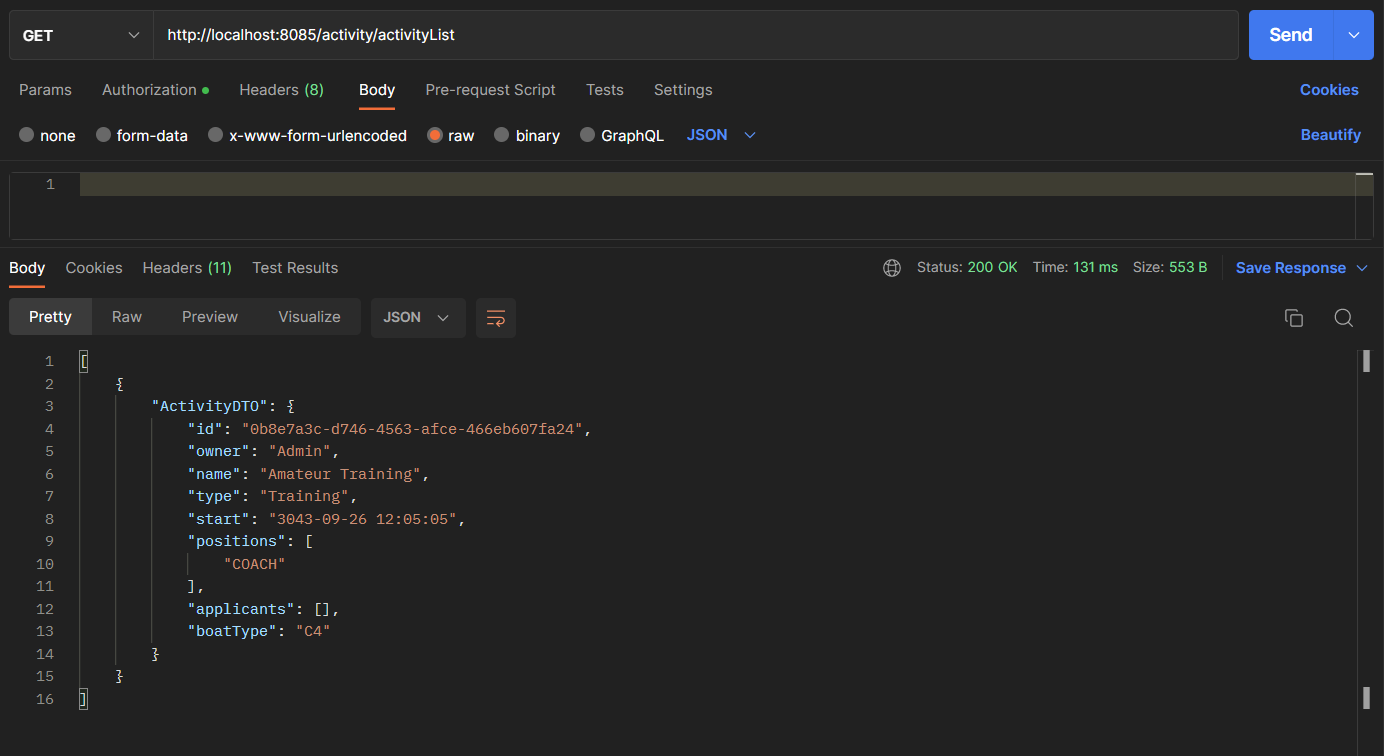 GET http://localhost:8085/activity/activityList Send
Params Authorization Headers (8) Body Pre-request Script Tests Settings Cookies
none form-data x-www-form-urlencoded raw binary GraphQL JSON Beautify
1
Body Cookies Headers (11) Test Results Status: 200 OK Time: 131 ms Size: 553 B Save Response
Pretty Raw Preview Visualize JSON
1 [
2 {
3 "ActivityDTO": {
4 "id": "0b8e7a3c-d746-4563-afce-466eb607fa24",
5 "owner": "Admin",
6 "name": "Amateur Training",
7 "type": "Training",
8 "start": "3043-09-26 12:05:05",
9 "positions": [
10 "COACH"
11 ],
12 "applicants": [],
13 "boatType": "C4"
14 }
15 }
16 ]